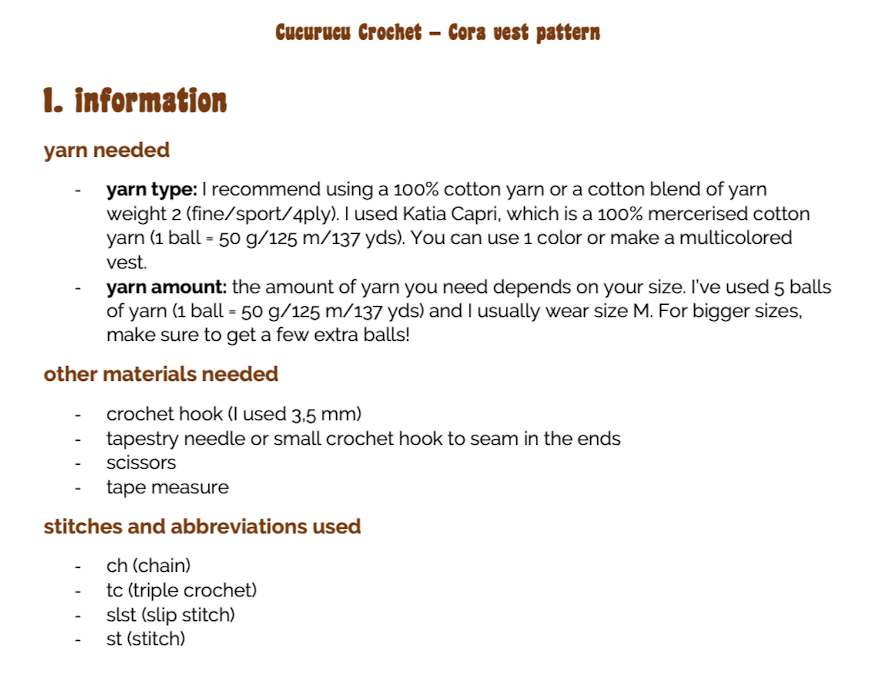 Cucurucu Crochet – Cora vest pattern
1. information
yarn needed
- yarn type: I recommend using a 100% cotton yarn or a cotton blend of yarn
weight 2 (fine/sport/4ply). I used Katia Capri, which is a 100% mercerised cotton
yarn (1 ball = 50 g/125 m/137 yds). You can use 1 color or make a multicolored
vest.
- yarn amount: the amount of yarn you need depends on your size. I've used 5 balls
of yarn (1 ball = 50 g/125 m/137 yds) and I usually wear size M. For bigger sizes,
make sure to get a few extra balls!
other materials needed
- crochet hook (I used 3,5 mm)
- tapestry needle or small crochet hook to seam in the ends
- scissors
- tape measure
stitches and abbreviations used
- ch (chain)
- tc (triple crochet)
- slst (slip stitch)
- st (stitch)